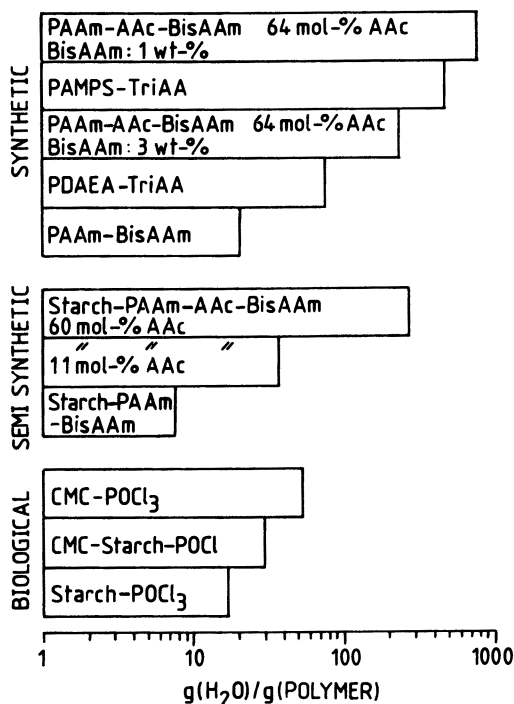 SYNTHETIC
PAAm-AAc-BisAAm 64 mol-% AAc
BisAAm: 1 wt-%
PAMPS-TriAA
PAAm-AAc-BisAAm 64 mol-% AAc
BisAAm: 3 wt-%
PDAEA-TriAA
PAAm-BisAAm
SEMI SYNTHETIC
Starch-PAAm-AAc-BisAAm
60 mol-% AAc
〃 〃 〃
11 mol-% AAc
Starch-PAAm
-BisAAm
BIOLOGICAL
CMC-POCl3
CMC-Starch-POCl
Starch-POCl3
1 10 100 1000
g(H2O)/g(POLYMER)